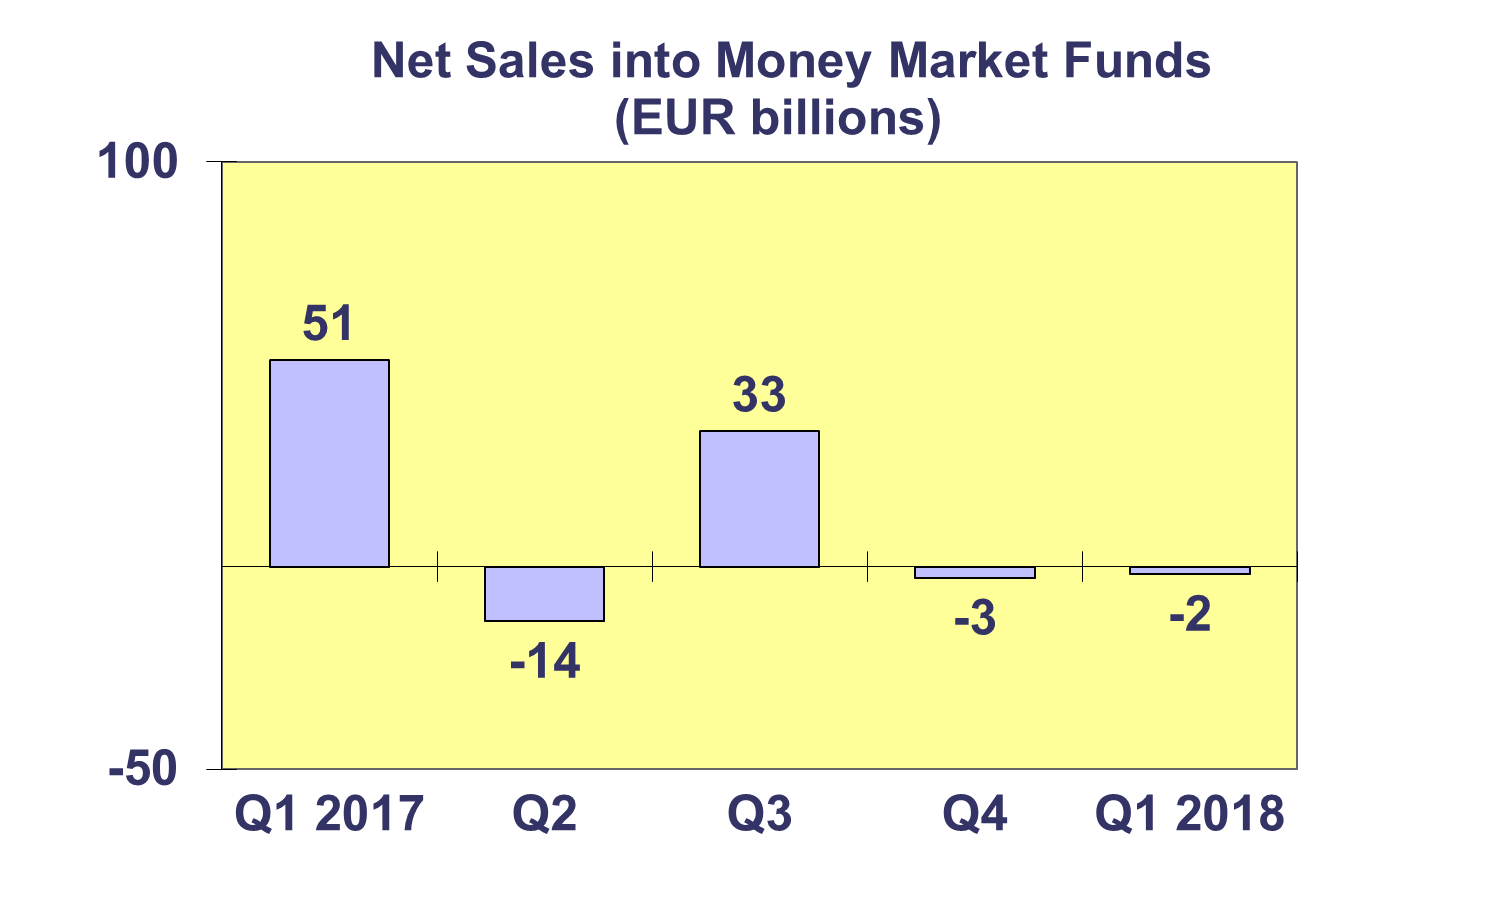 Net Sales into Money Market Funds
(EUR billions)
100
51
33
-14
-3
-2
-50
Q1 2017 Q2 Q3 Q4 Q1 2018